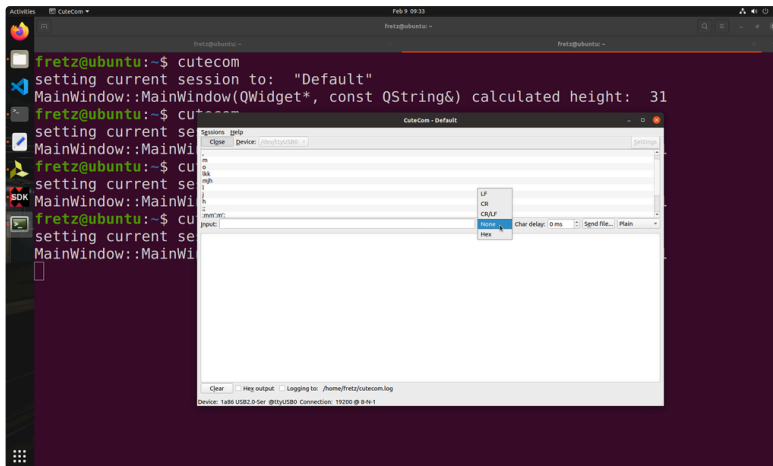 Activities CuteCom Feb 9 09:33
fretz@ubuntu: ~
fretz@ubuntu: ~ fretz@ubuntu: ~
fretz@ubuntu:~$ cutecom
setting current session to: "Default"
MainWindow::MainWindow(QWidget*, const QString&) calculated height: 31
fretz@ubuntu:~$
setting current se
MainWindow::MainWi
fretz@ubuntu:~$ cu
setting current se
MainWindow::MainWi
fretz@ubuntu:~$ cu
setting current se
MainWindow::MainWi
SDK
CuteCom - Default
Sessions Help
Close Device: /dev/ttyUSB0 Settings
,
m
o
lkk
mjh
l
j
h
;;
;mm';m';
LF
CR
CR/LF
None
Hex
Input: Char delay: 0 ms Send file... Plain
Clear Hex output Logging to: /home/fretz/cutecom.log
Device: 1a86 USB2.0-Ser @ttyUSB0 Connection: 19200 @ 8-N-1